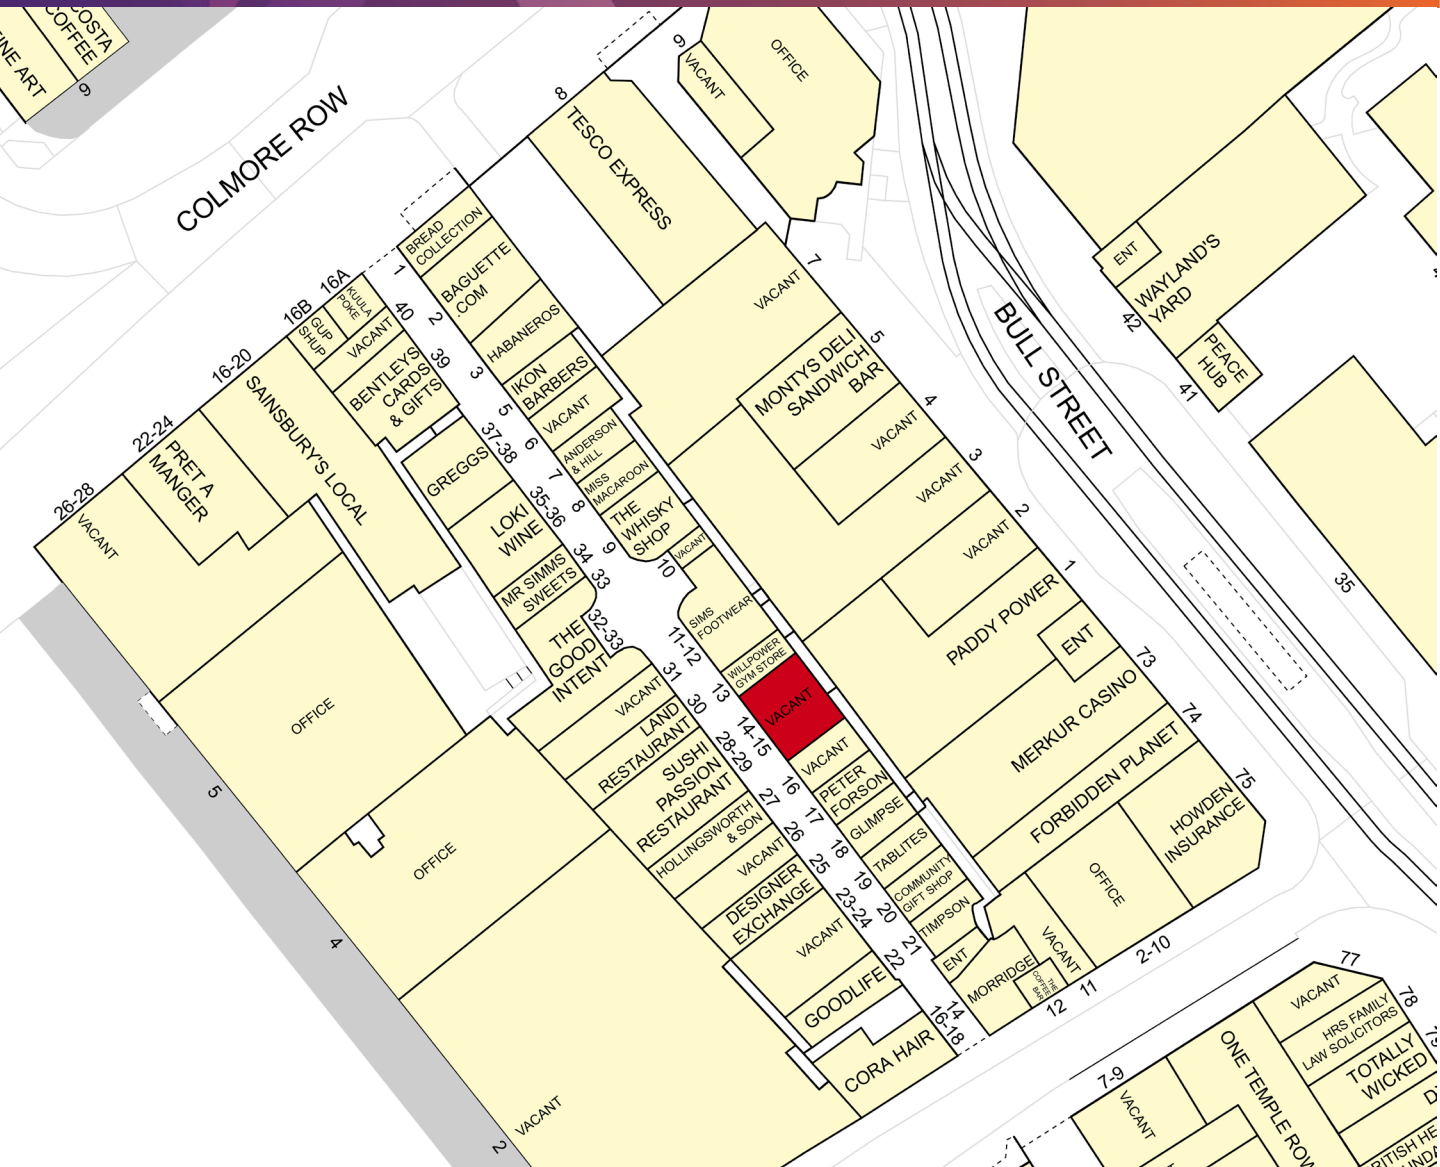 COSTA
COFFEE
FINE ART
9
COLMORE ROW
8
TESCO EXPRESS
9
VACANT
OFFICE
BREAD
COLLECTION
BAGUETTE
.COM
HABANEROS
IKON
BARBERS
VACANT
ANDERSON
& HILL
MISS
MACAROON
THE
WHISKY
SHOP
VACANT
SIMS
FOOTWEAR
WILLPOWER
GYM STORE
VACANT
VACANT
PETER
FORSON
GLIMPSE
TABLITES
COMMUNITY
GIFT SHOP
TIMPSON
ENT
MORRIDGE
THE
COFFEE
BAR
VACANT
1
2
3
5
6
7
8
9
10
11-12
13
14-15
16
17
18
19
20
21
22
14
16-18
12
11
2-10
16A
16B
16-20
22-24
26-28
KUULA
POKE
GUP
SHUP
VACANT
BENTLEYS
CARDS
& GIFTS
SAINSBURY'S LOCAL
PRET A
MANGER
VACANT
GREGGS
LOKI
WINE
MR SIMMS
SWEETS
THE
GOOD
INTENT
VACANT
LAND
RESTAURANT
SUSHI
PASSION
RESTAURANT
HOLLINGSWORTH
& SON
VACANT
DESIGNER
EXCHANGE
VACANT
GOODLIFE
CORA HAIR
40
39
37-38
35-36
34
33
32-33
31
30
28-29
27
26
25
23-24
OFFICE
5
OFFICE
4
VACANT
2
7
VACANT
5
MONTYS DELI
SANDWICH
BAR
4
VACANT
3
VACANT
2
VACANT
1
PADDY POWER
ENT
73
MERKUR CASINO
74
FORBIDDEN PLANET
75
HOWDEN
INSURANCE
OFFICE
BULL STREET
ENT
WAYLAND'S
YARD
42
PEACE
HUB
41
35
77
VACANT
78
HRS FAMILY
LAW SOLICITORS
79
TOTALLY
WICKED
7-9
VACANT
ONE TEMPLE ROW